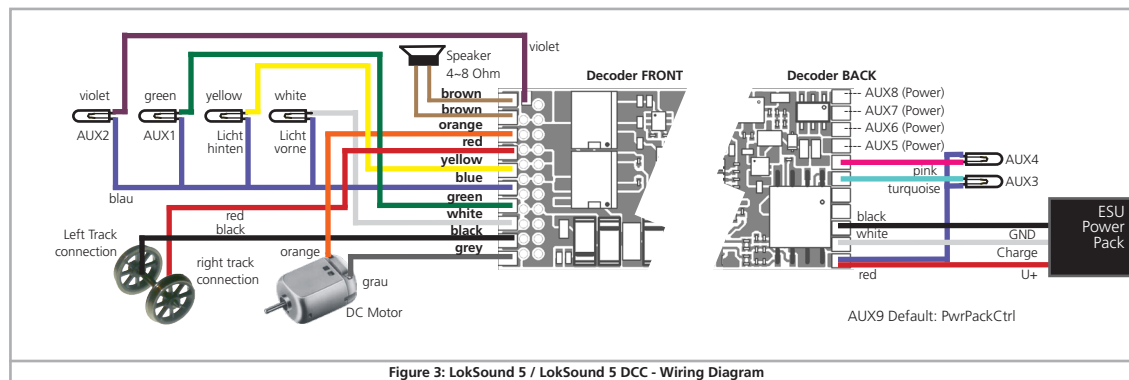 violet
Speaker
4~8 Ohm
Decoder FRONT
Decoder BACK
violet
green
yellow
white
AUX2
AUX1
Licht
hinten
Licht
vorne
blau
brown
brown
orange
red
yellow
blue
green
white
black
grey
red
black
Left Track
connection
right track
connection
orange
grau
DC Motor
AUX8 (Power)
AUX7 (Power)
AUX6 (Power)
AUX5 (Power)
pink
turquoise
AUX4
AUX3
black
white
red
GND
Charge
U+
ESU
Power
Pack
AUX9 Default: PwrPackCtrl
Figure 3: LokSound 5 / LokSound 5 DCC - Wiring Diagram